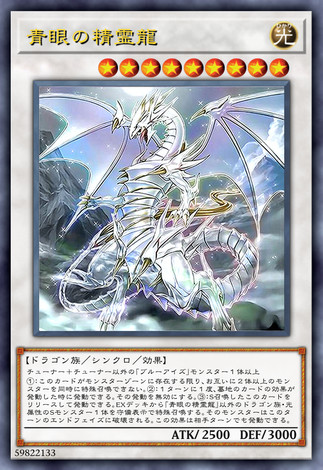 青眼の精霊龍
光
【ドラゴン族／シンクロ／効果】
チューナー＋チューナー以外の「ブルーアイズ」モンスター１体以上
①：このカードがモンスターゾーンに存在する限り、お互いに２体以上のモン
スターを同時に特殊召喚できない。②：１ターンに１度、墓地のカードの効果が
発動した時に発動できる。その発動を無効にする。③：S召喚したこのカードを
リリースして発動できる。EXデッキから「青眼の精霊龍」以外のドラゴン族・光
属性のSモンスター１体を守備表示で特殊召喚する。そのモンスターはこのター
ンのエンドフェイズに破壊される。この効果は相手ターンでも発動できる。
ATK/ 2500 DEF/3000
59822133